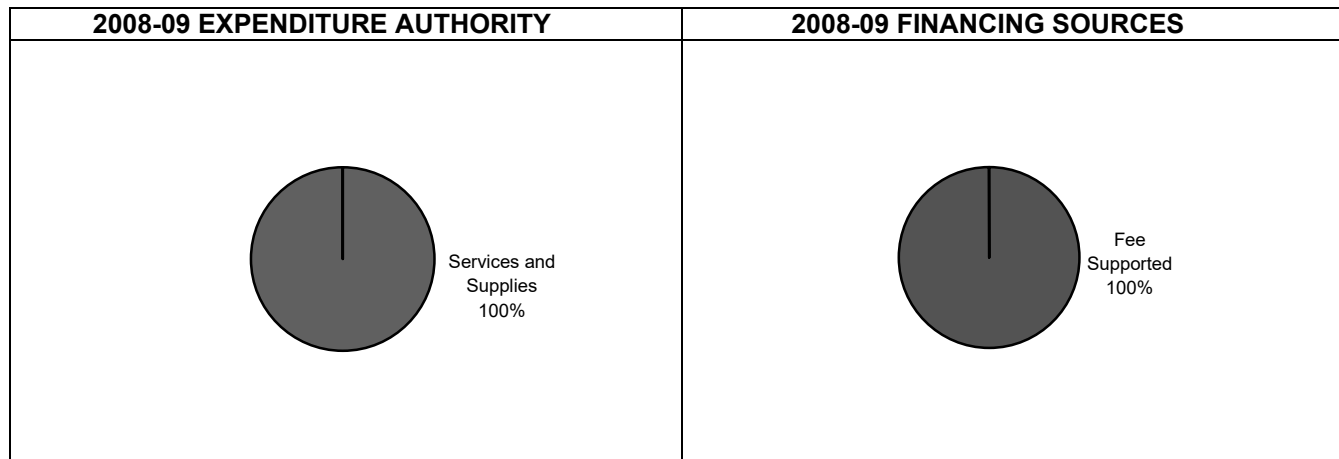 2008-09 EXPENDITURE AUTHORITY
2008-09 FINANCING SOURCES
Services and
Supplies
100%
Fee
Supported
100%